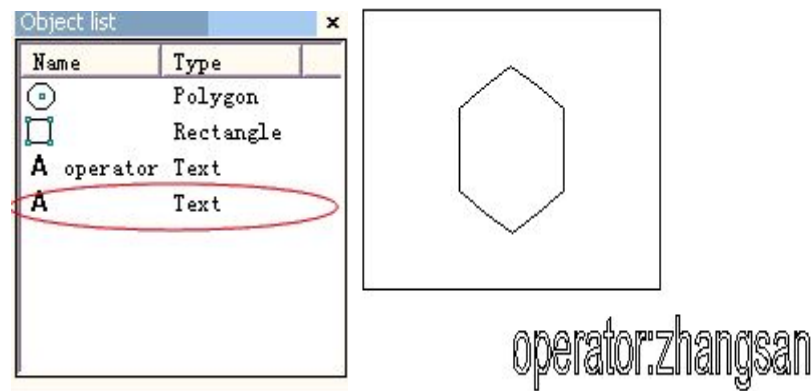 Object list
Name Type
Polygon
Rectangle
A operator Text
A Text
operator:zhangsan